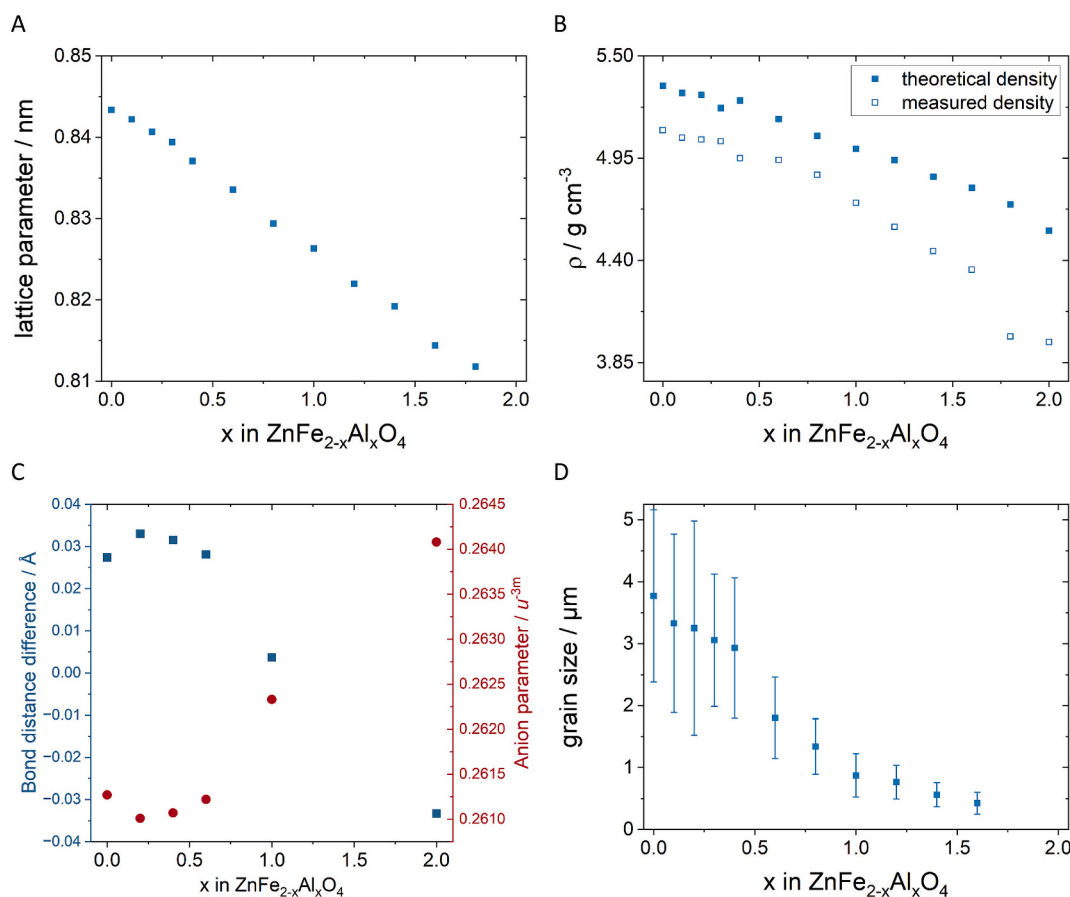 A
0.85
0.84
0.83
0.82
0.81
lattice parameter / nm
0.0 0.5 1.0 1.5 2.0
x in ZnFe2-xAlxO4
B
5.50
4.95
4.40
3.85
ρ / g cm-3
theoretical density
measured density
0.0 0.5 1.0 1.5 2.0
x in ZnFe2-xAlxO4
C
0.04
0.03
0.02
0.01
0.00
−0.01
−0.02
−0.03
−0.04
Bond distance difference / Å
0.2645
0.2640
0.2635
0.2630
0.2625
0.2620
0.2615
0.2610
Anion parameter / u-3m
0.0 0.5 1.0 1.5 2.0
x in ZnFe2-xAlxO4
D
5
4
3
2
1
0
grain size / µm
0.0 0.5 1.0 1.5 2.0
x in ZnFe2-xAlxO4